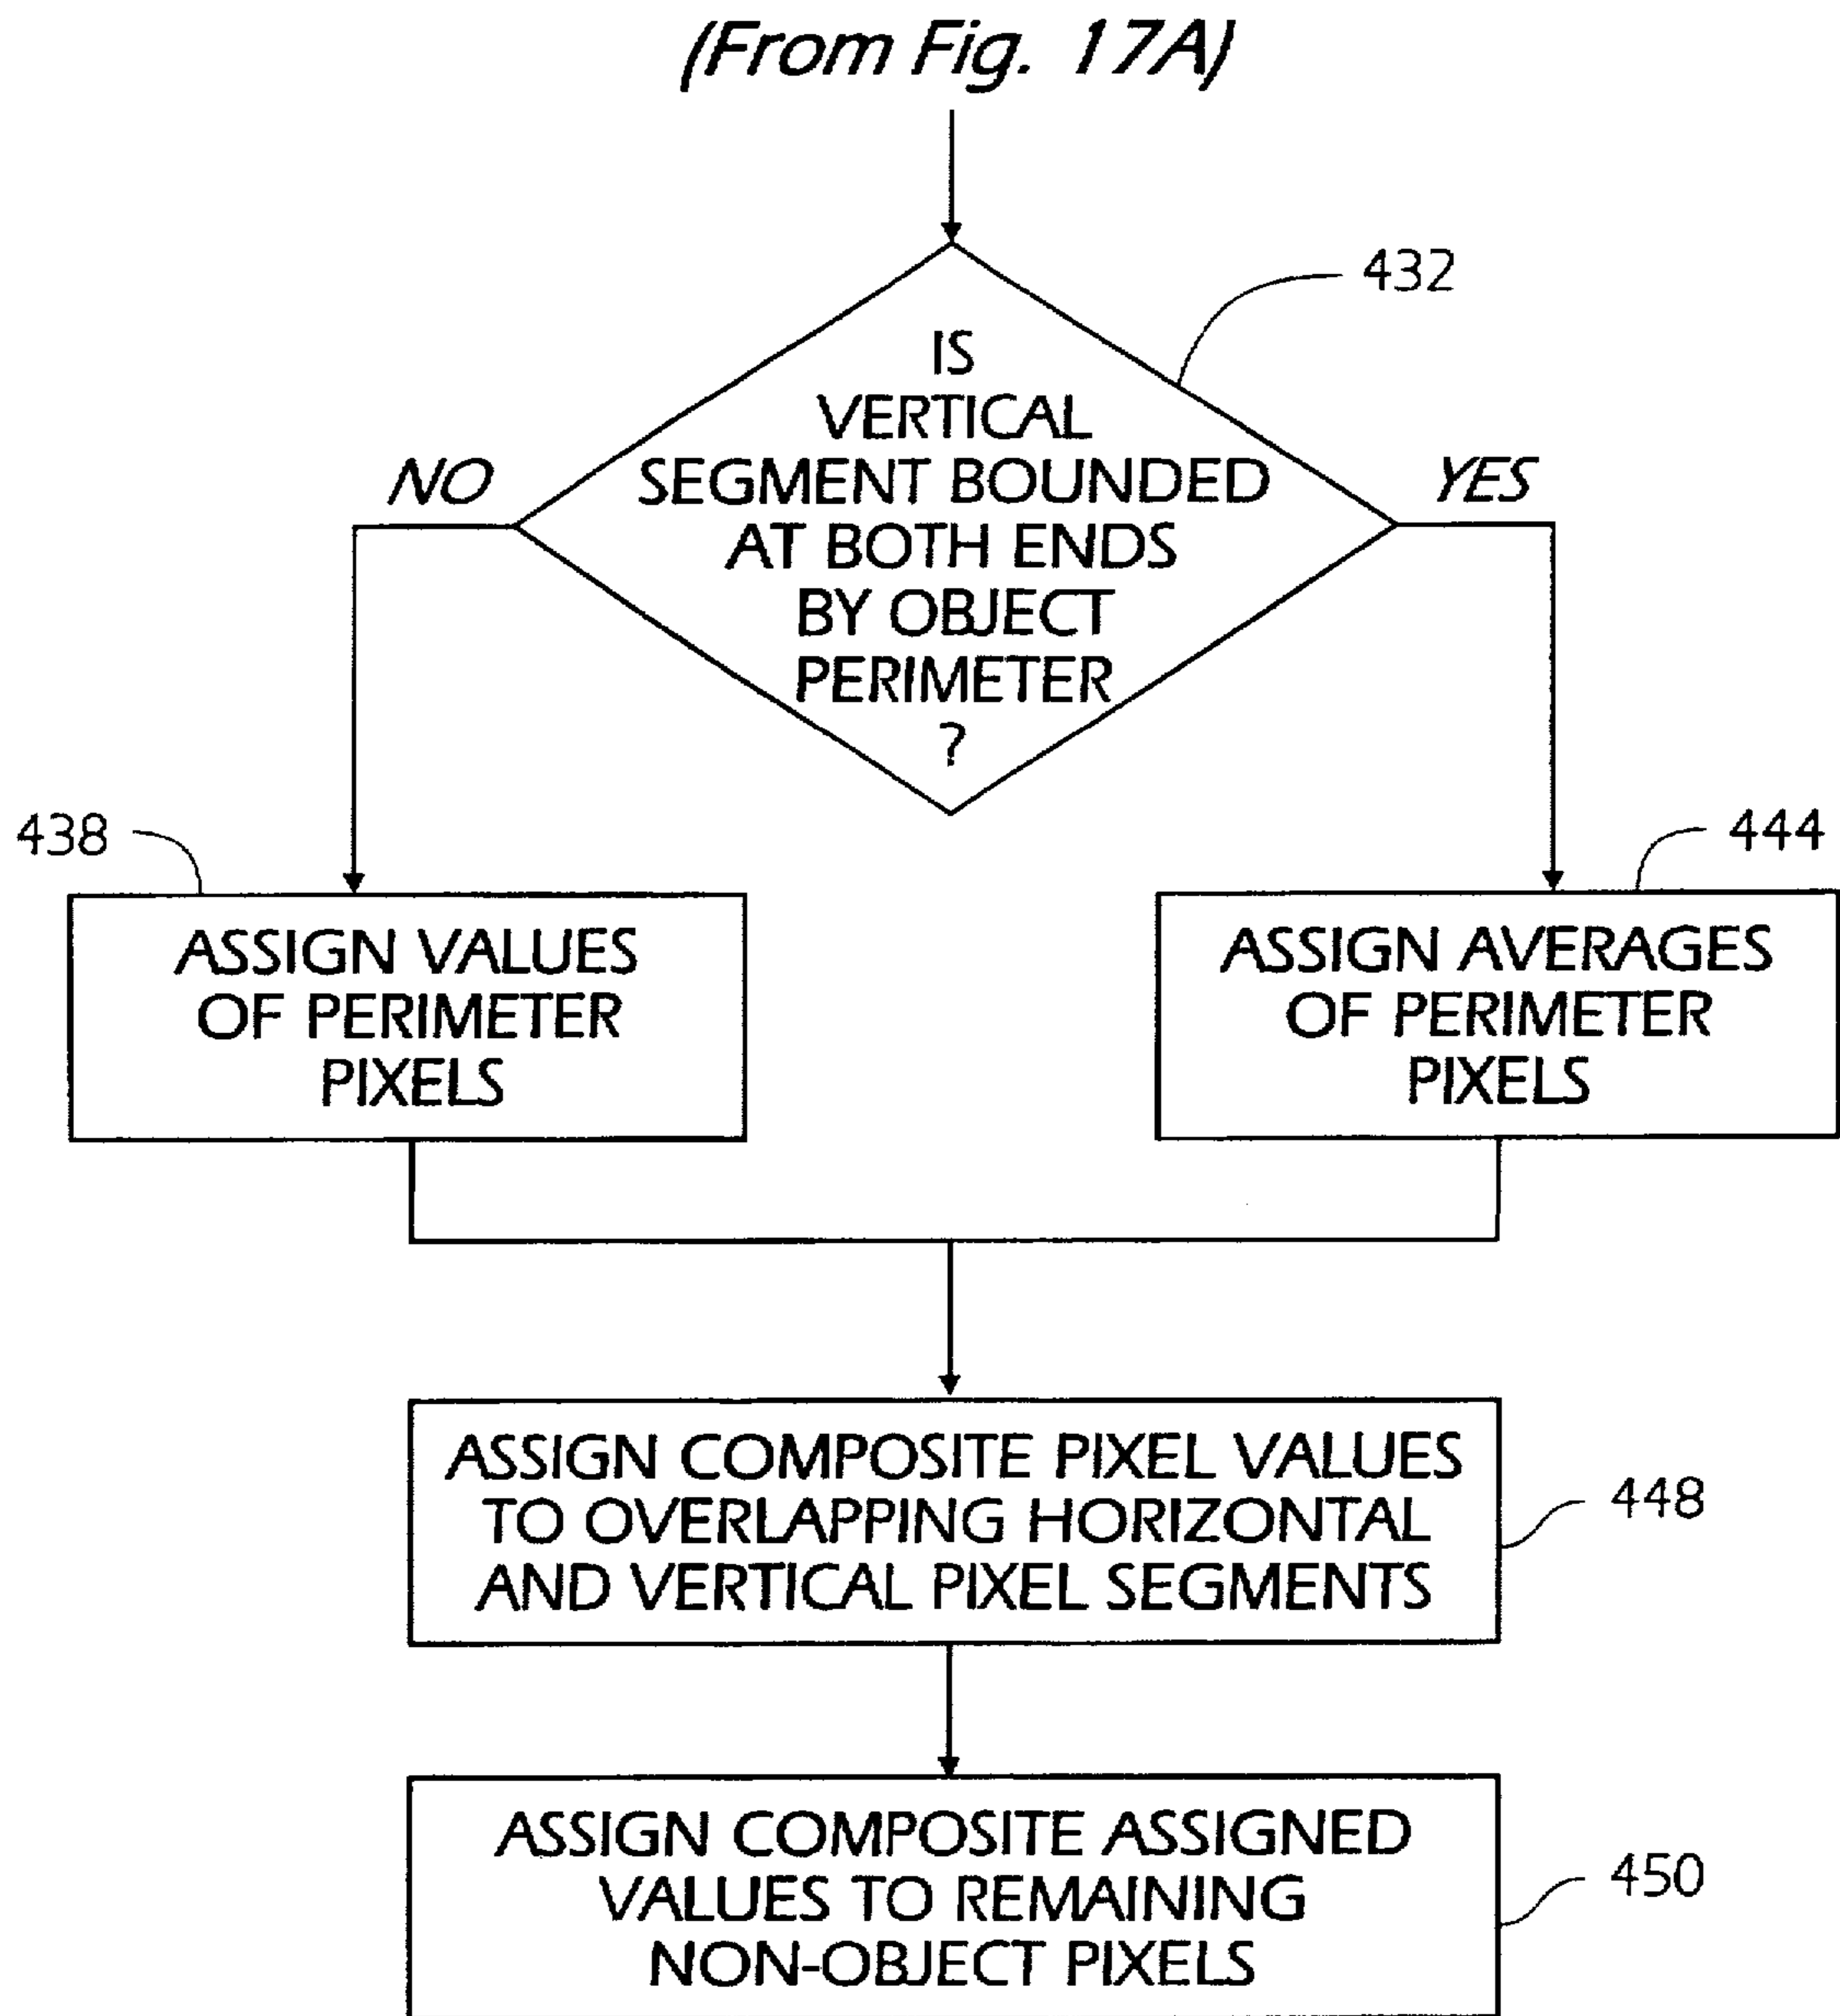 (From Fig. 17A)
432
IS
VERTICAL
SEGMENT BOUNDED
AT BOTH ENDS
BY OBJECT
PERIMETER
?
NO
YES
438
ASSIGN VALUES
OF PERIMETER
PIXELS
444
ASSIGN AVERAGES
OF PERIMETER
PIXELS
ASSIGN COMPOSITE PIXEL VALUES
TO OVERLAPPING HORIZONTAL
AND VERTICAL PIXEL SEGMENTS
448
ASSIGN COMPOSITE ASSIGNED
VALUES TO REMAINING
NON-OBJECT PIXELS
450